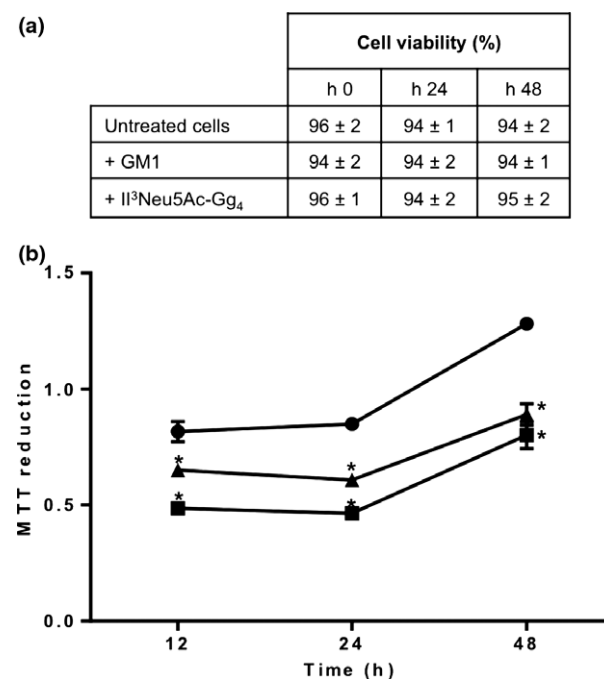 (a)
Cell viability (%)
h 0 h 24 h 48
Untreated cells 96 ± 2 94 ± 1 94 ± 2
+ GM1 94 ± 2 94 ± 2 94 ± 1
+ II³Neu5Ac-Gg₄ 96 ± 1 94 ± 2 95 ± 2
(b)
1.5
1.0
0.5
0.0
MTT reduction
* * *
* * *
12 24 48
Time (h)